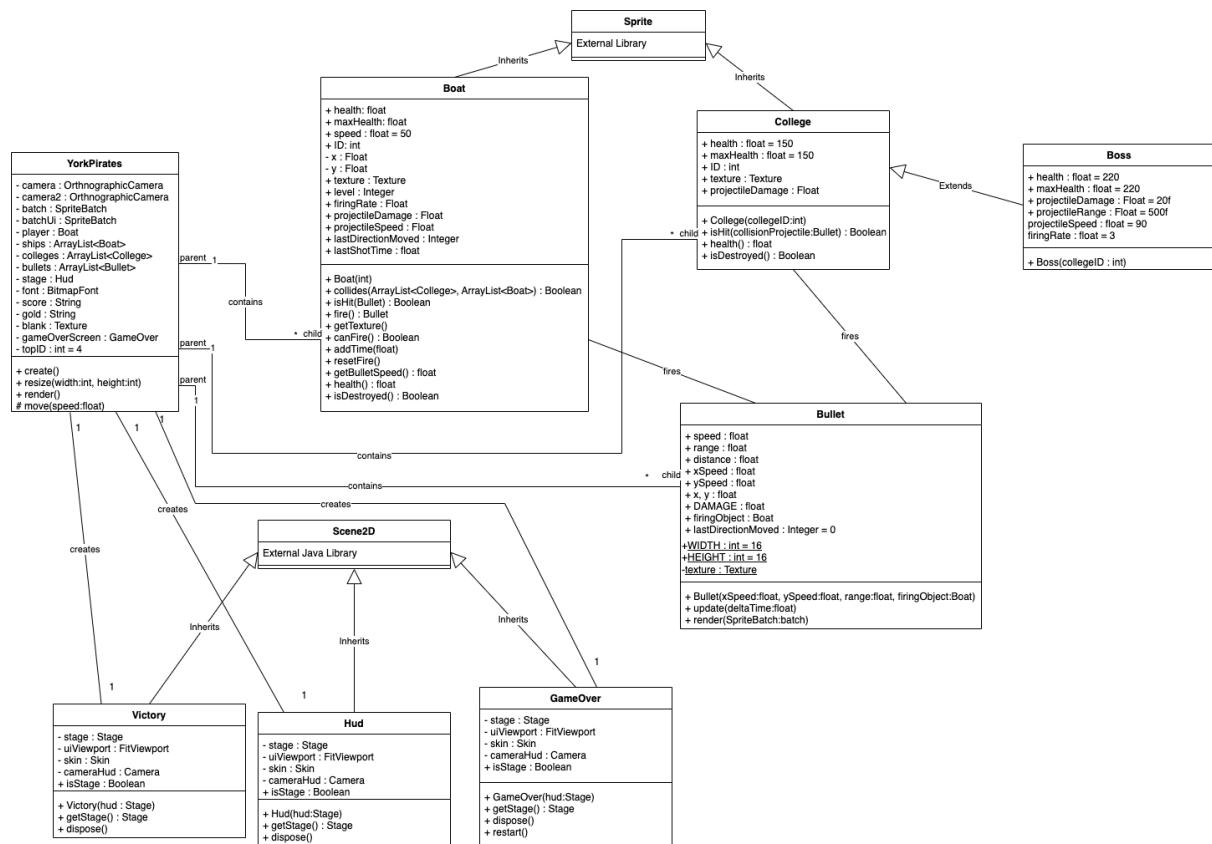 Sprite
External Library
Inherits
Inherits
Boat
+ health: float
+ maxHealth: float
+ speed : float = 50
+ ID: int
- x : Float
- y : Float
+ texture : Texture
+ level : Integer
+ firingRate : Float
+ projectileDamage : Float
+ projectileSpeed : Float
+ lastDirectionMoved : Integer
+ lastShotTime : float
+ Boat(int)
+ collides(ArrayList<College>, ArrayList<Boat>) : Boolean
+ isHit(Bullet) : Boolean
+ fire() : Bullet
+ getTexture()
+ canFire() : Boolean
+ addTime(float)
+ resetFire()
+ getBulletSpeed() : float
+ health() : float
+ isDestroyed() : Boolean
College
+ health : float = 150
+ maxHealth : float = 150
+ ID : int
+ texture : Texture
+ projectileDamage : Float
+ College(collegeID:int)
+ isHit(collisionProjectile:Bullet) : Boolean
+ health() : float
+ isDestroyed() : Boolean
Extends
Boss
+ health : float = 220
+ maxHealth : float = 220
+ projectileDamage : Float = 20f
+ projectileRange : Float = 500f
projectileSpeed : float = 90
firingRate : float = 3
+ Boss(collegeID : int)
YorkPirates
- camera : OrthnographicCamera
- camera2 : OrthnographicCamera
- batch : SpriteBatch
- batchUi : SpriteBatch
- player : Boat
- ships : ArrayList<Boat>
- colleges : ArrayList<College>
- bullets : ArrayList<Bullet>
- stage : Hud
- font : BitmapFont
- score : String
- gold : String
- blank : Texture
- gameOverScreen : GameOver
- topID : int = 4
+ create()
+ resize(width:int, height:int)
+ render()
# move(speed:float)
parent 1
contains
* child
parent
1
contains
* child
parent
1
contains
* child
fires
fires
Bullet
+ speed : float
+ range : float
+ distance : float
+ xSpeed : float
+ ySpeed : float
+ x, y : float
+ DAMAGE : float
+ firingObject : Boat
+ lastDirectionMoved : Integer = 0
+WIDTH : int = 16
+HEIGHT : int = 16
-texture : Texture
+ Bullet(xSpeed:float, ySpeed:float, range:float, firingObject:Boat)
+ update(deltaTime:float)
+ render(SpriteBatch:batch)
1
creates
1
1
creates
1
1
creates
1
Scene2D
External Java Library
Inherits
Inherits
Inherits
Victory
- stage : Stage
- uiViewport : FitViewport
- skin : Skin
- cameraHud : Camera
+ isStage : Boolean
+ Victory(hud : Stage)
+ getStage() : Stage
+ dispose()
Hud
- stage : Stage
- uiViewport : FitViewport
- skin : Skin
- cameraHud : Camera
+ isStage : Boolean
+ Hud(hud:Stage)
+ getStage() : Stage
+ dispose()
GameOver
- stage : Stage
- uiViewport : FitViewport
- skin : Skin
- cameraHud : Camera
+ isStage : Boolean
+ GameOver(hud:Stage)
+ getStage() : Stage
+ dispose()
+ restart()